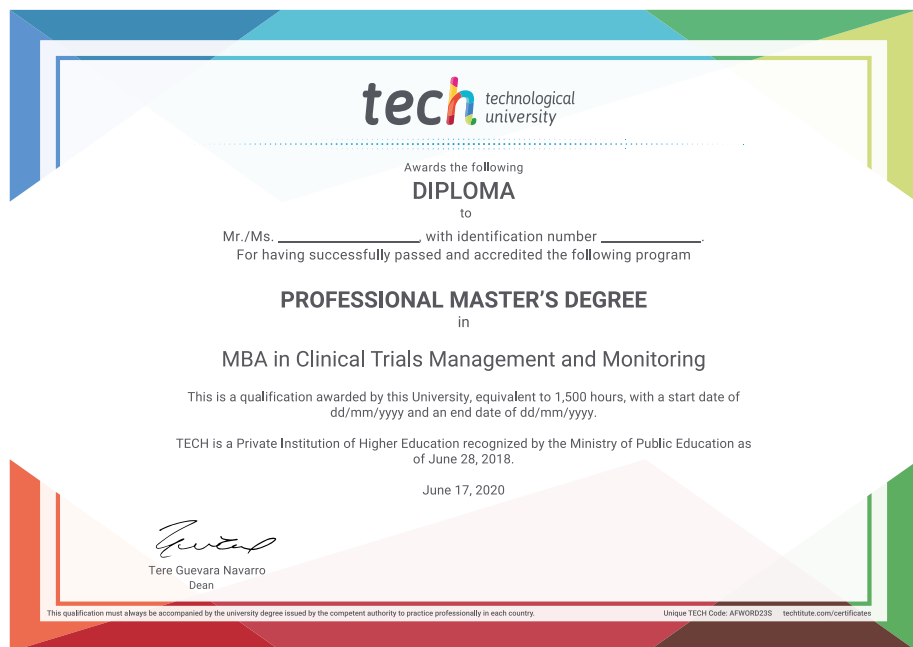 tech technological
university
Awards the following
DIPLOMA
to
Mr./Ms. ____________, with identification number ____________.
For having successfully passed and accredited the following program
PROFESSIONAL MASTER'S DEGREE
in
MBA in Clinical Trials Management and Monitoring
This is a qualification awarded by this University, equivalent to 1,500 hours, with a start date of
dd/mm/yyyy and an end date of dd/mm/yyyy.
TECH is a Private Institution of Higher Education recognized by the Ministry of Public Education as
of June 28, 2018.
June 17, 2020
Tere Guevara Navarro
Dean
This qualification must always be accompanied by the university degree issued by the competent authority to practice professionally in each country. Unique TECH Code: AFWORD23S techtitute.com/certificates